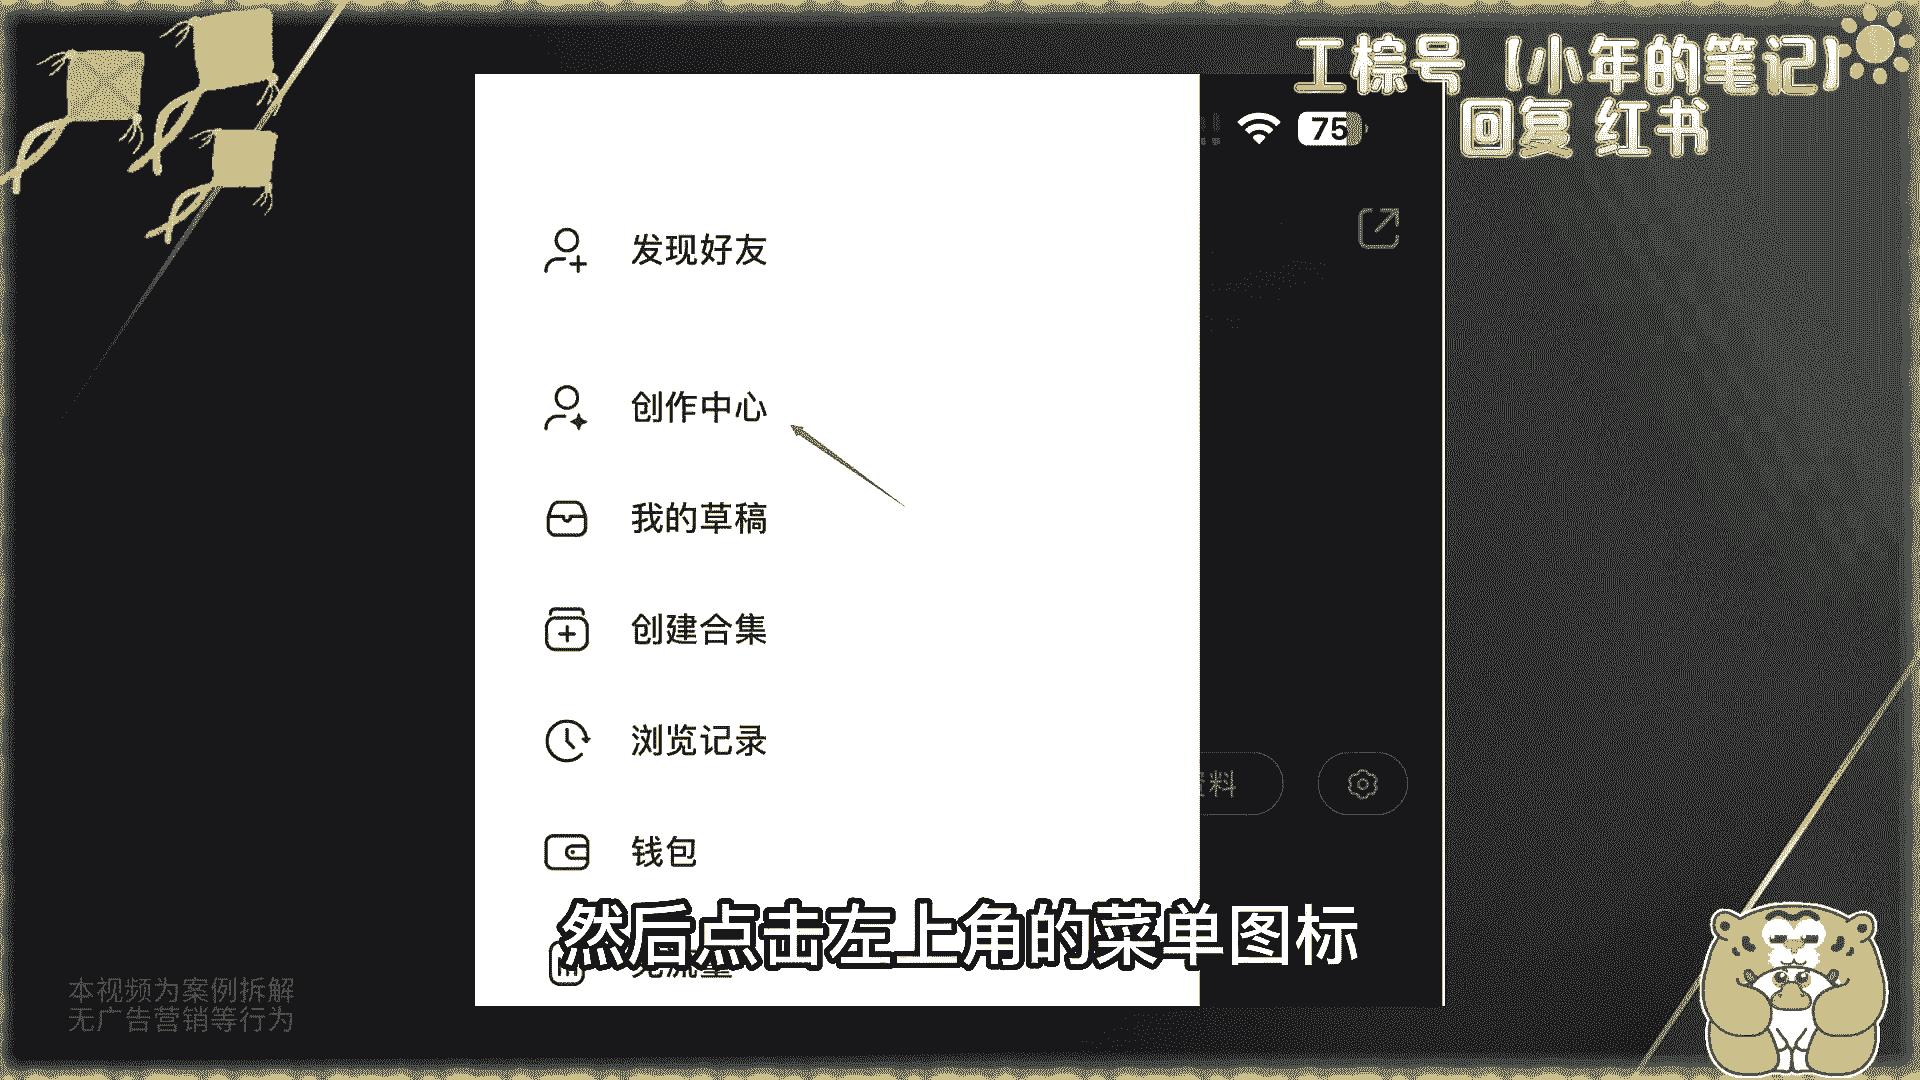 工棕号【小年的笔记】
回复 红书
75
发现好友
创作中心
我的草稿
创建合集
浏览记录
料
钱包
然后点击左上角的菜单图标
本视频为案例拆解
无广告营销等行为